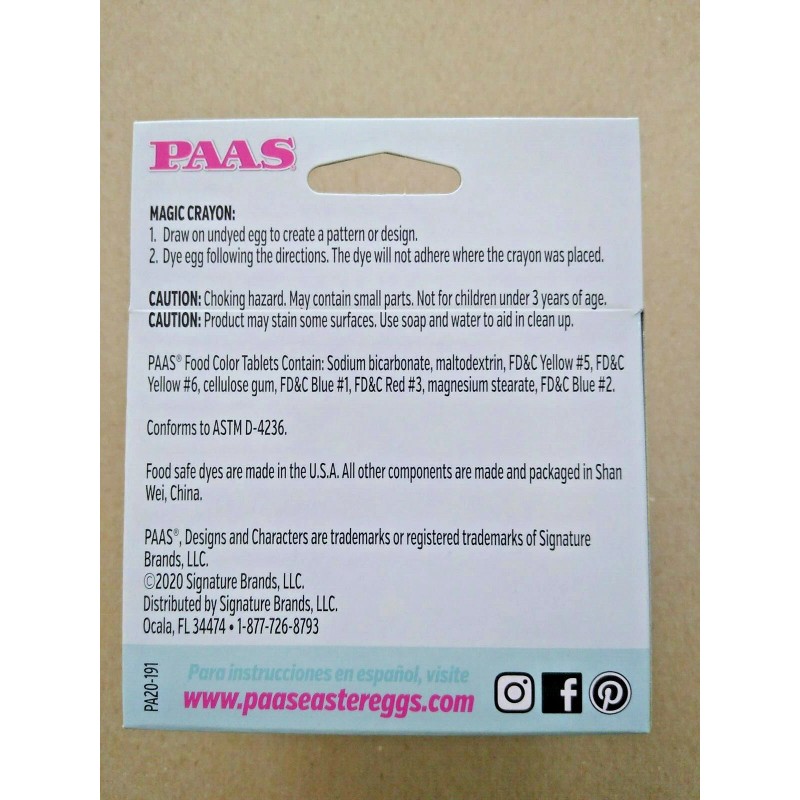 PAAS®
MAGIC CRAYON:
1. Draw on undyed egg to create a pattern or design.
2. Dye egg following the directions. The dye will not adhere where the crayon was placed.
CAUTION: Choking hazard. May contain small parts. Not for children under 3 years of age.
CAUTION: Product may stain some surfaces. Use soap and water to aid in clean up.
PAAS® Food Color Tablets Contain: Sodium bicarbonate, maltodextrin, FD&C Yellow #5, FD&C
Yellow #6, cellulose gum, FD&C Blue #1, FD&C Red #3, magnesium stearate, FD&C Blue #2.
Conforms to ASTM D-4236.
Food safe dyes are made in the U.S.A. All other components are made and packaged in Shan
Wei, China.
PAAS®, Designs and Characters are trademarks or registered trademarks of Signature
Brands, LLC.
©2020 Signature Brands, LLC.
Distributed by Signature Brands, LLC.
Ocala, FL 34474 • 1-877-726-8793
PA20-191
Para instrucciones en español, visite
www.paaseastereggs.com